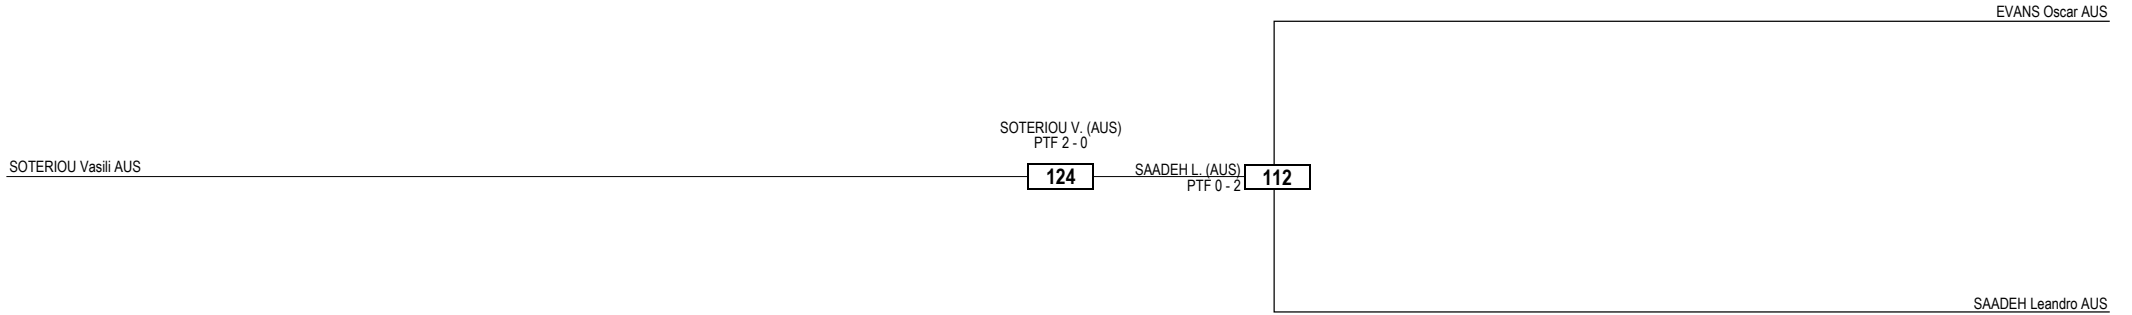 EVANS Oscar AUS
SOTERIOU V. (AUS)
PTF 2 - 0
SOTERIOU Vasili AUS
124
SAADEH L. (AUS)
PTF 0 - 2
112
SAADEH Leandro AUS